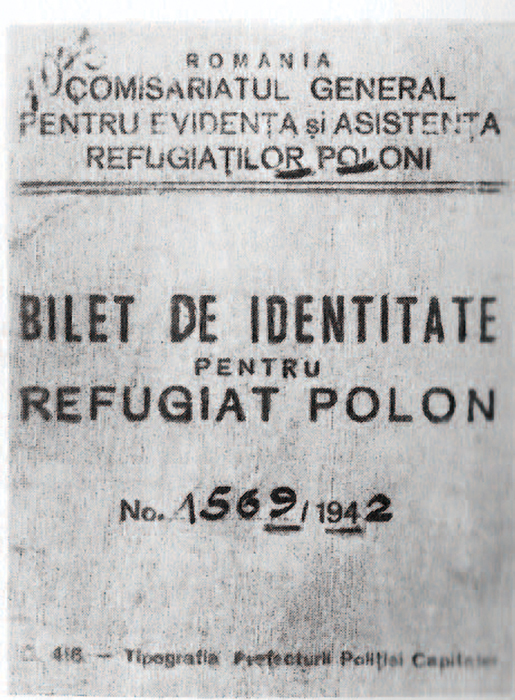 ROMANIA
COMISARIATUL GENERAL
PENTRU EVIDENȚA și ASISTENȚA
REFUGIAȚILOR POLONI
BILET DE IDENTITATE
PENTRU
REFUGIAT POLON
No. 1569/1942
416 — Tipografia Prefecturii Poliției Capitalei